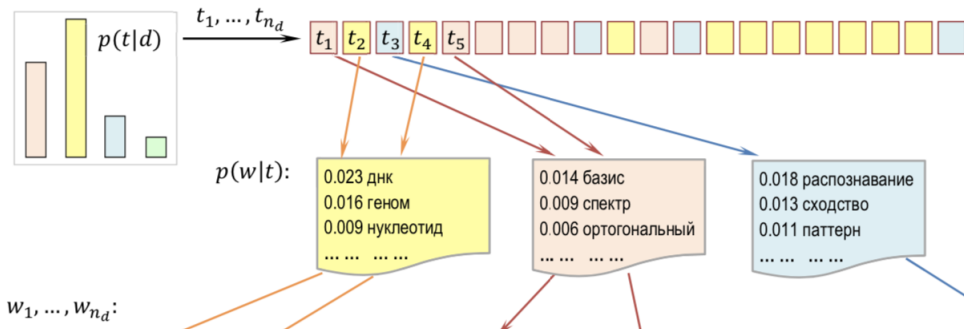 p(t|d)
t₁, …, t_{n_d}
t₁ t₂ t₃ t₄ t₅
p(w|t):
0.023 днк
0.016 геном
0.009 нуклеотид
… … … …
0.014 базис
0.009 спектр
0.006 ортогональный
… … … …
0.018 распознавание
0.013 сходство
0.011 паттерн
… … … …
w₁, …, w_{n_d}: